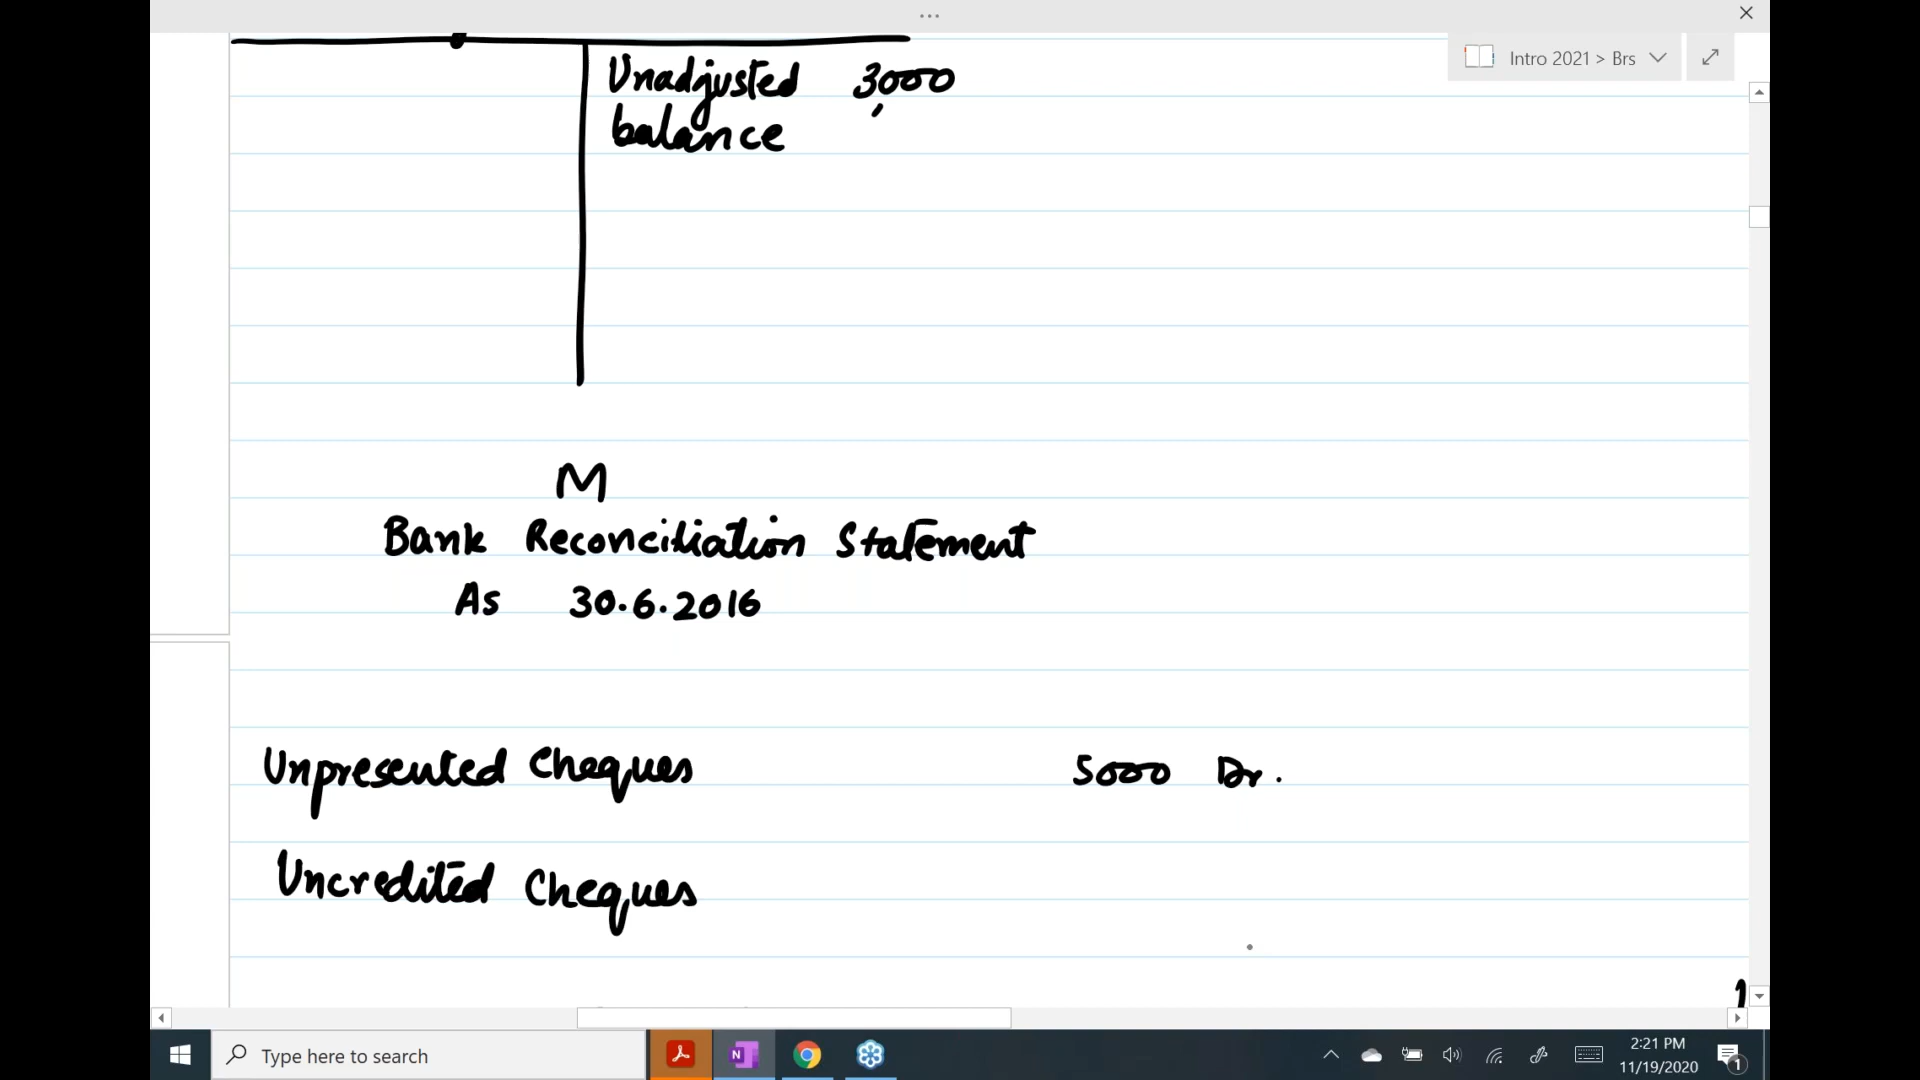 Intro 2021 > Brs
Unadjusted 3000
balance
M
Bank Reconciliation Statement
As 30.6.2016
Unpresented Cheques 5000 Dr.
Uncredited Cheques
Type here to search
2:21 PM
11/19/2020
1